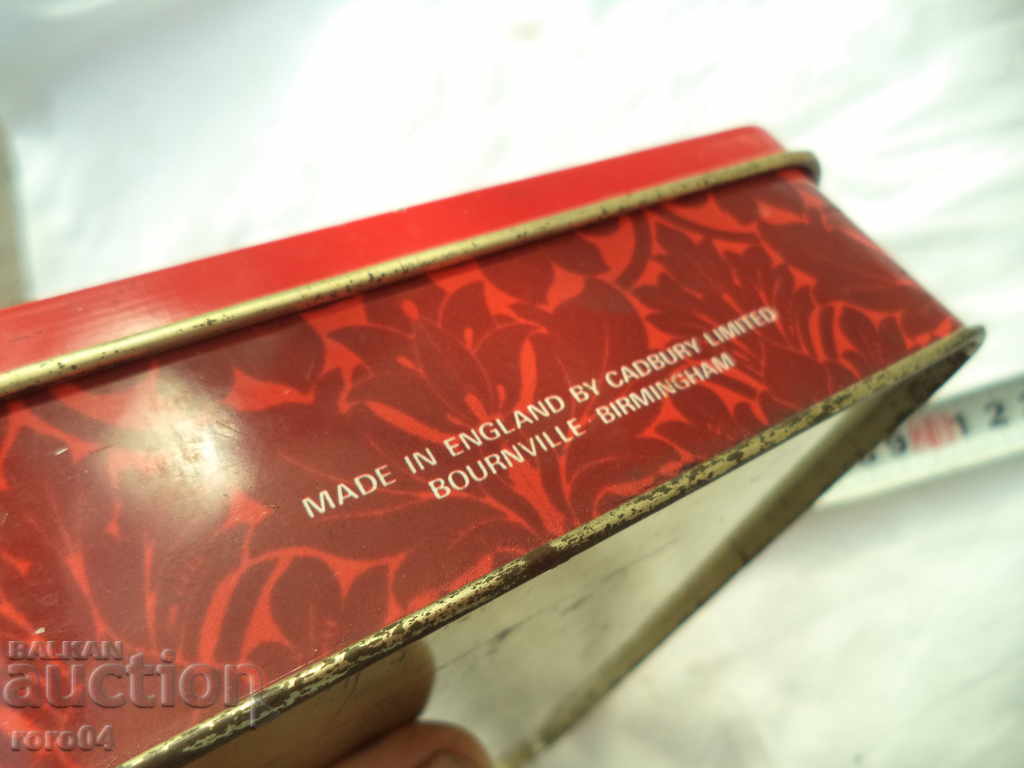 MADE IN ENGLAND BY CADBURY LIMITED
BOURNVILLE BIRMINGHAM
BALKAN
auction
roro04